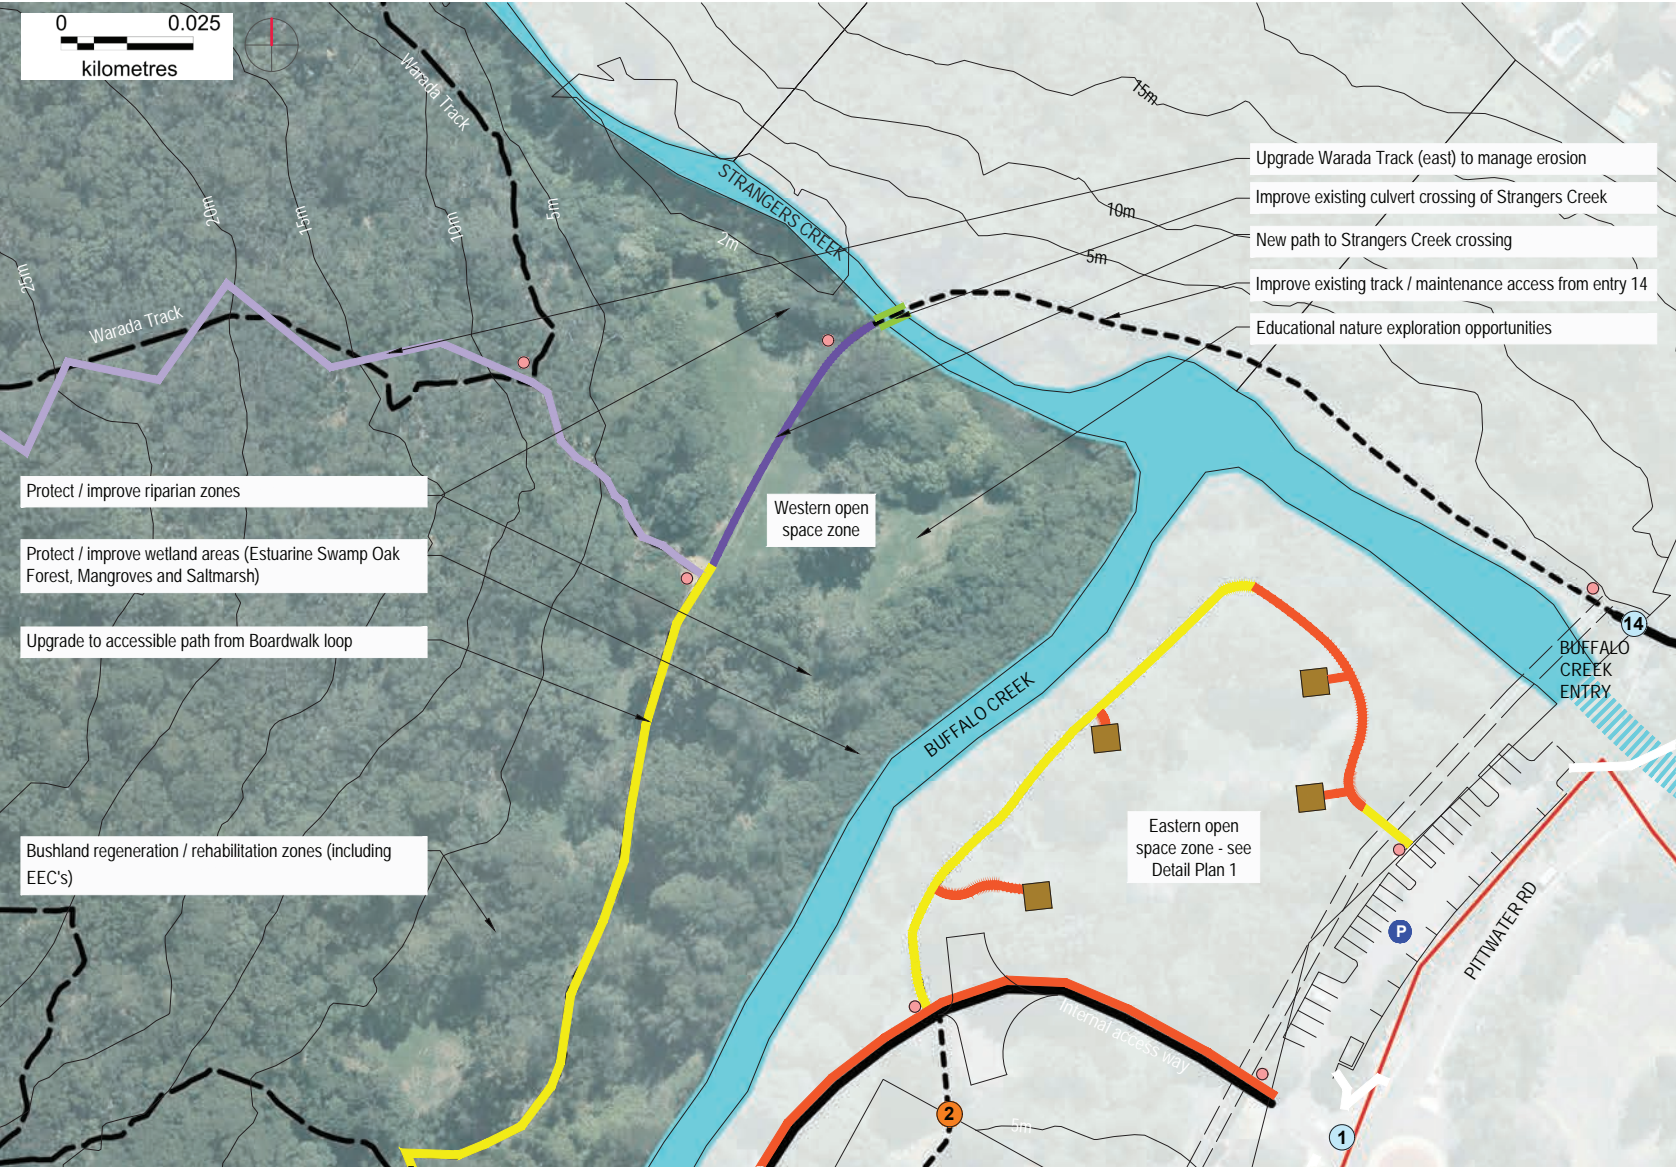 0 0.025
kilometres
Warada Track
15m
Upgrade Warada Track (east) to manage erosion
STRANGERS CREEK
Improve existing culvert crossing of Strangers Creek
20m
15m
10m
5m
2m
10m
New path to Strangers Creek crossing
5m
25m
Improve existing track / maintenance access from entry 14
Warada Track
Educational nature exploration opportunities
Protect / improve riparian zones
Western open
space zone
Protect / improve wetland areas (Estuarine Swamp Oak
Forest, Mangroves and Saltmarsh)
14
Upgrade to accessible path from Boardwalk loop
BUFFALO
CREEK
ENTRY
BUFFALO CREEK
Eastern open
space zone - see
Detail Plan 1
Bushland regeneration / rehabilitation zones (including
EEC's)
P
PITTWATER RD
Internal access way
2
5m
1